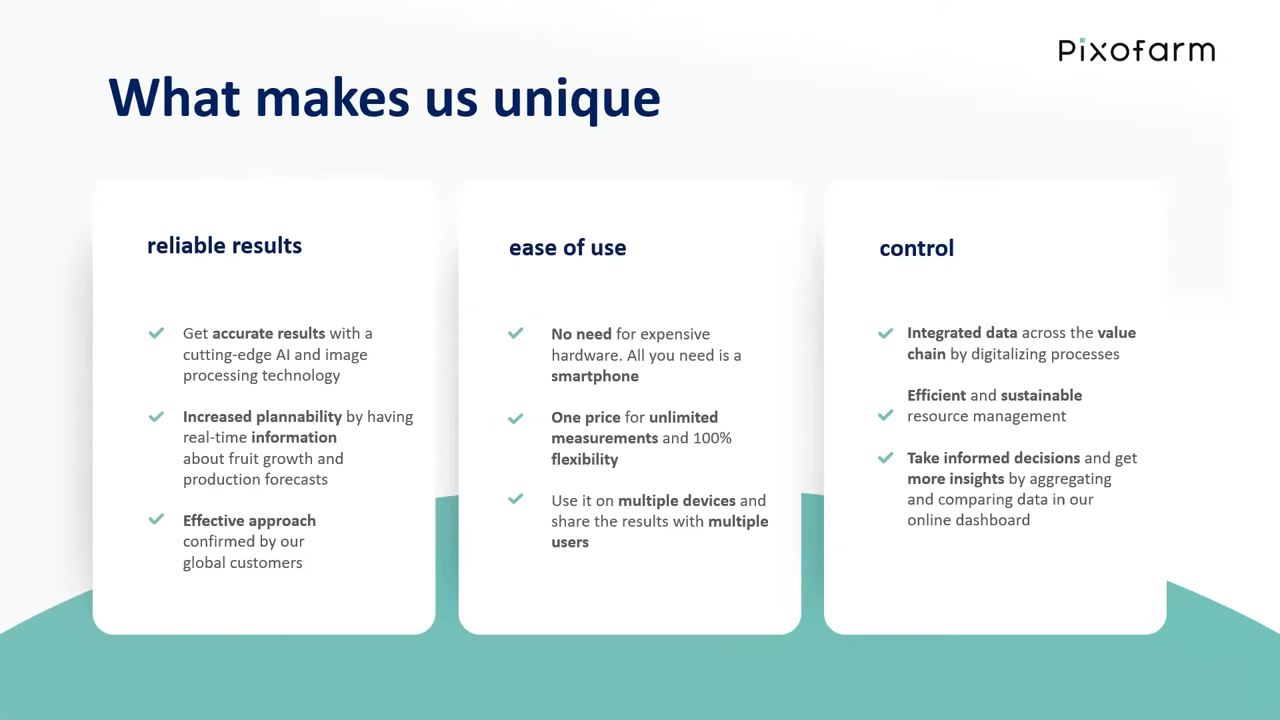 Pixofarm
What makes us unique
reliable results
Get accurate results with a
cutting-edge AI and image
processing technology
Increased plannability by having
real-time information
about fruit growth and
production forecasts
Effective approach
confirmed by our
global customers
ease of use
No need for expensive
hardware. All you need is a
smartphone
One price for unlimited
measurements and 100%
flexibility
Use it on multiple devices and
share the results with multiple
users
control
Integrated data across the value
chain by digitalizing processes
Efficient and sustainable
resource management
Take informed decisions and get
more insights by aggregating
and comparing data in our
online dashboard